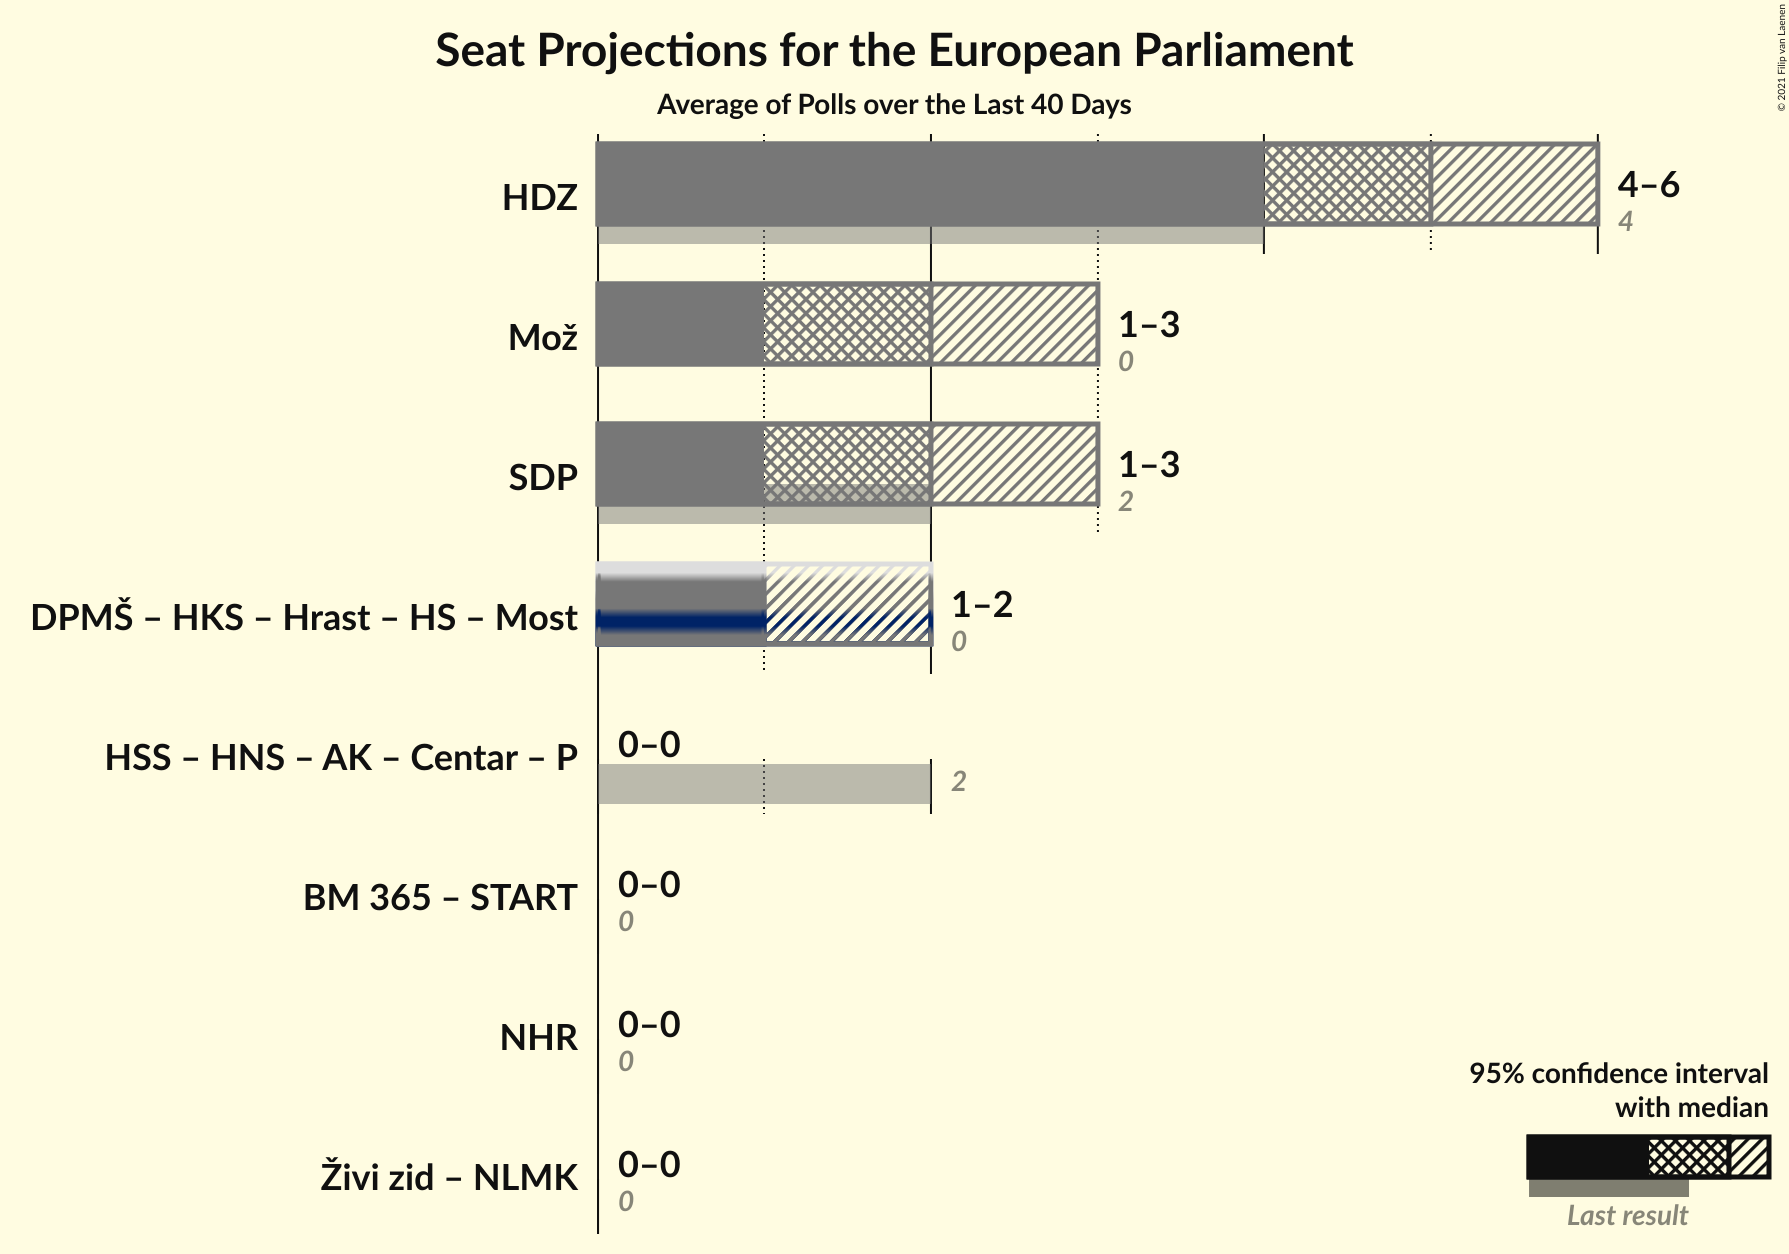 Seat Projections for the European Parliament
Average of Polls over the Last 40 Days
© 2021 Filip van Laenen
HDZ
4–6
4
Mož
1–3
0
SDP
1–3
2
DPMŠ – HKS – Hrast – HS – Most
1–2
0
HSS – HNS – AK – Centar – P
0–0
2
BM 365 – START
0–0
0
NHR
0–0
0
Živi zid – NLMK
0–0
0
95% confidence interval
with median
Last result